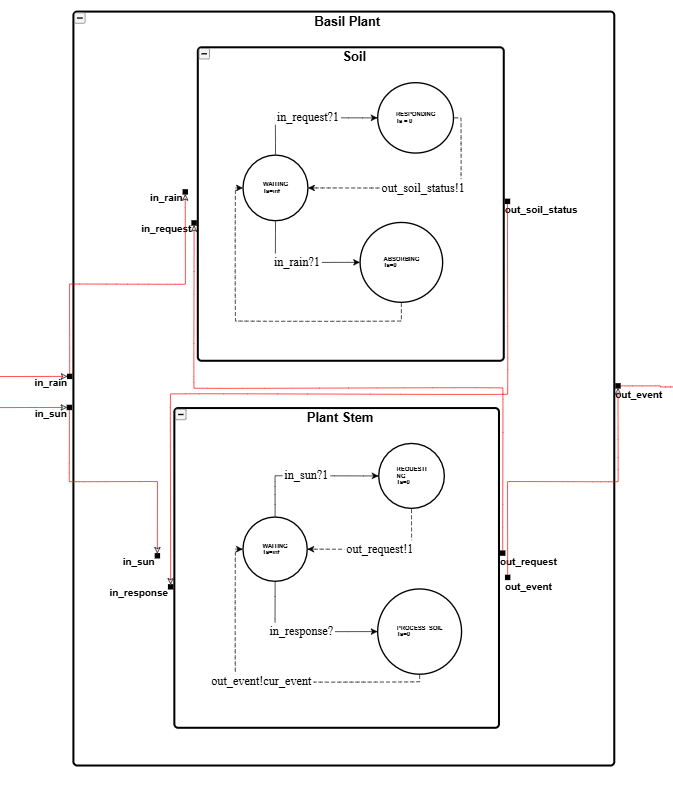 Basil Plant
Soil
in_request?1
RESPONDING
ta = 0
WAITING
ta=inf
out_soil_status!1
in_rain
in_request
out_soil_status
in_rain?1
ABSORBING
ta=0
in_rain
in_sun
out_event
Plant Stem
in_sun?1
REQUESTI
NG
ta=0
WAITING
ta=inf
out_request!1
in_sun
out_request
in_response
out_event
in_response?
PROCESS_SOIL
ta=0
out_event!cur_event